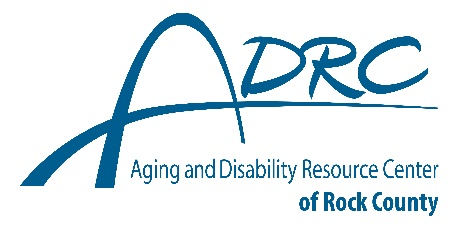 ADRC
Aging and Disability Resource Center
of Rock County